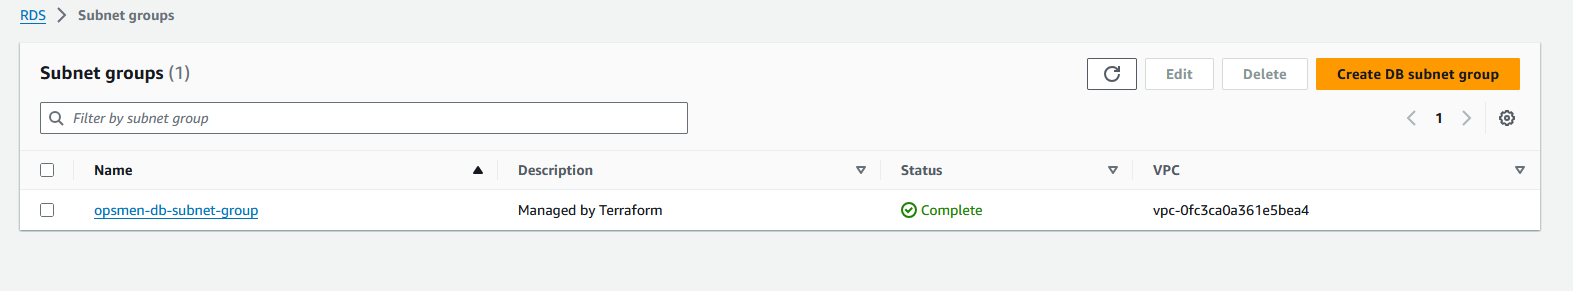 RDS > Subnet groups
Subnet groups (1)
Edit
Delete
Create DB subnet group
Filter by subnet group
1
Name Description Status VPC
opsmen-db-subnet-group Managed by Terraform Complete vpc-0fc3ca0a361e5bea4